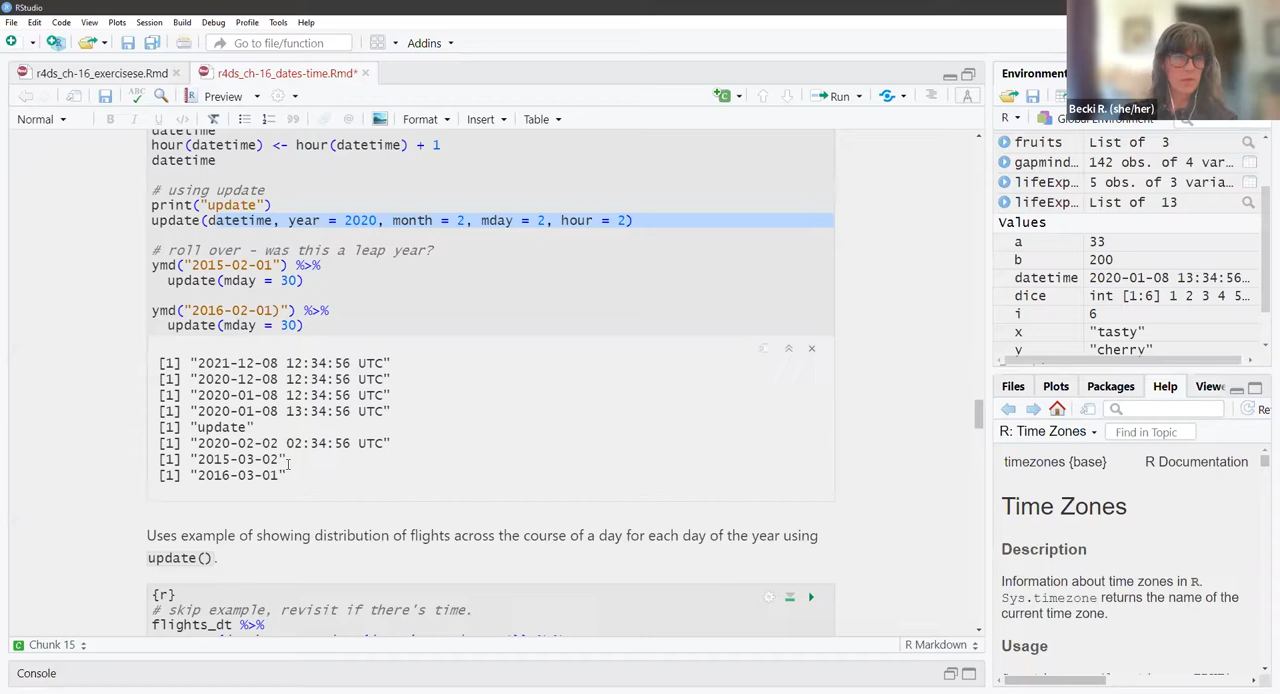 RStudio
File Edit Code View Plots Session Build Debug Profile Tools Help
Go to file/function
Addins
r4ds_ch-16_exercisese.Rmd
r4ds_ch-16_dates-time.Rmd*
Preview
Run
Normal
B I U
Format
Insert
Table
datetime
hour(datetime) <- hour(datetime) + 1
datetime
# using update
print("update")
update(datetime, year = 2020, month = 2, mday = 2, hour = 2)
# roll over - was this a leap year?
ymd("2015-02-01") %>%
update(mday = 30)
ymd("2016-02-01)") %>%
update(mday = 30)
[1] "2021-12-08 12:34:56 UTC"
[1] "2020-12-08 12:34:56 UTC"
[1] "2020-01-08 12:34:56 UTC"
[1] "2020-01-08 13:34:56 UTC"
[1] "update"
[1] "2020-02-02 02:34:56 UTC"
[1] "2015-03-02"
[1] "2016-03-01"
Uses example of showing distribution of flights across the course of a day for each day of the year using
update().
{r}
# skip example, revisit if there's time.
flights_dt %>%
Chunk 15
R Markdown
Console
Becki R. (she/her)
fruits List of 3
gapmind… 142 obs. of 4 var…
lifeExp… 5 obs. of 3 varia…
lifeExp… List of 13
Values
a 33
b 200
datetime 2020-01-08 13:34:56…
dice int [1:6] 1 2 3 4 5…
i 6
x "tasty"
y "cherry"
Files Plots Packages Help
R: Time Zones
Find in Topic
timezones {base}
R Documentation
Time Zones
Description
Information about time zones in R.
Sys.timezone returns the name of the
current time zone.
Usage